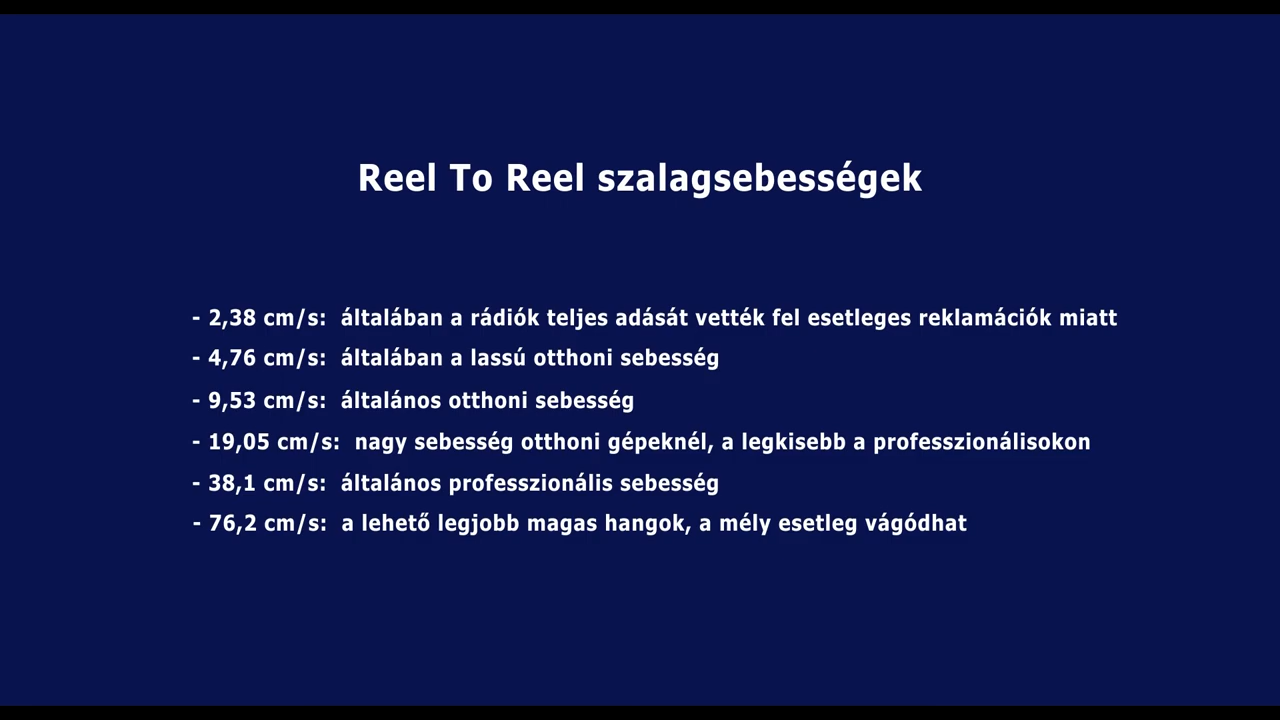 Reel To Reel szalagsebességek
- 2,38 cm/s: általában a rádiók teljes adását vették fel esetleges reklamációk miatt
- 4,76 cm/s: általában a lassú otthoni sebesség
- 9,53 cm/s: általános otthoni sebesség
- 19,05 cm/s: nagy sebesség otthoni gépeknél, a legkisebb a professzionálisokon
- 38,1 cm/s: általános professzionális sebesség
- 76,2 cm/s: a lehető legjobb magas hangok, a mély esetleg vágódhat